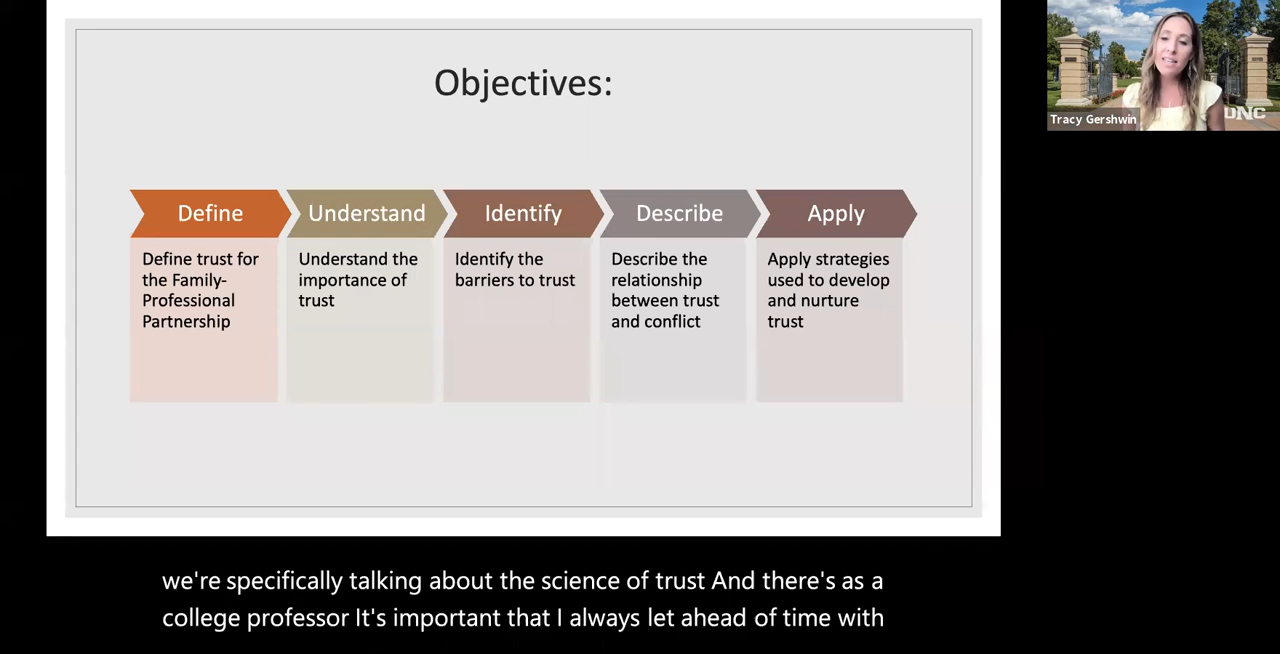 Objectives:
Define
Define trust for
the Family-
Professional
Partnership
Understand
Understand the
importance of
trust
Identify
Identify the
barriers to trust
Describe
Describe the
relationship
between trust
and conflict
Apply
Apply strategies
used to develop
and nurture
trust
Tracy Gershwin
UNC
we're specifically talking about the science of trust And there's as a
college professor It's important that I always let ahead of time with